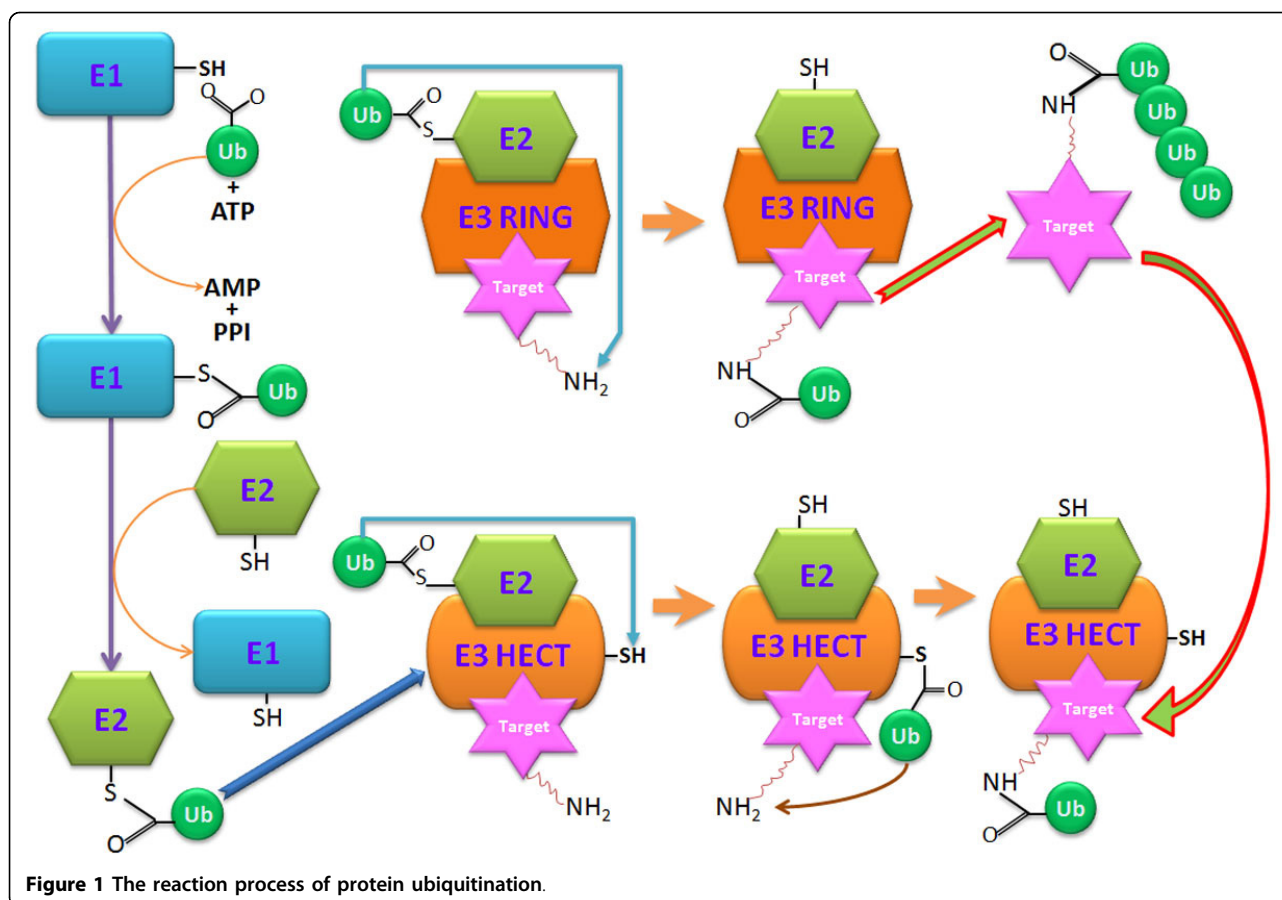 E1
SH
O
O
Ub
+
ATP
AMP
+
PPI
E1
S
O
Ub
E2
SH
E1
SH
E2
S
O
Ub
Ub
O
S
E2
E3 RING
Target
NH2
SH
E2
E3 RING
Target
NH
O
Ub
O
NH
Ub
Ub
Ub
Ub
Target
Ub
O
S
E2
E3 HECT
SH
Target
NH2
SH
E2
E3 HECT
S
O
Target
Ub
NH2
SH
E2
E3 HECT
SH
Target
NH
O
Ub
Figure 1 The reaction process of protein ubiquitination.